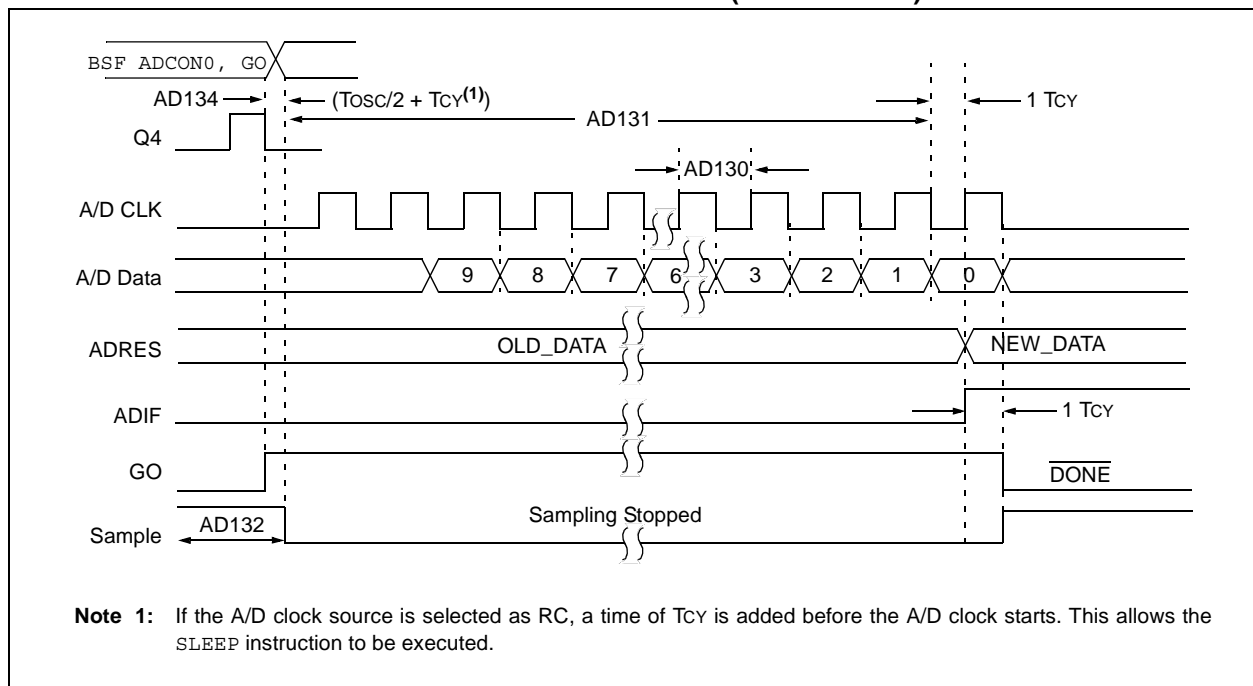 BSF ADCON0, GO
AD134
(TOSC/2 + TCY(1))
1 TCY
AD131
Q4
AD130
A/D CLK
A/D Data
9 8 7 6 3 2 1 0
ADRES
OLD_DATA
NEW_DATA
ADIF
1 TCY
GO
DONE
Sample
AD132
Sampling Stopped
Note 1: If the A/D clock source is selected as RC, a time of TCY is added before the A/D clock starts. This allows the
SLEEP instruction to be executed.